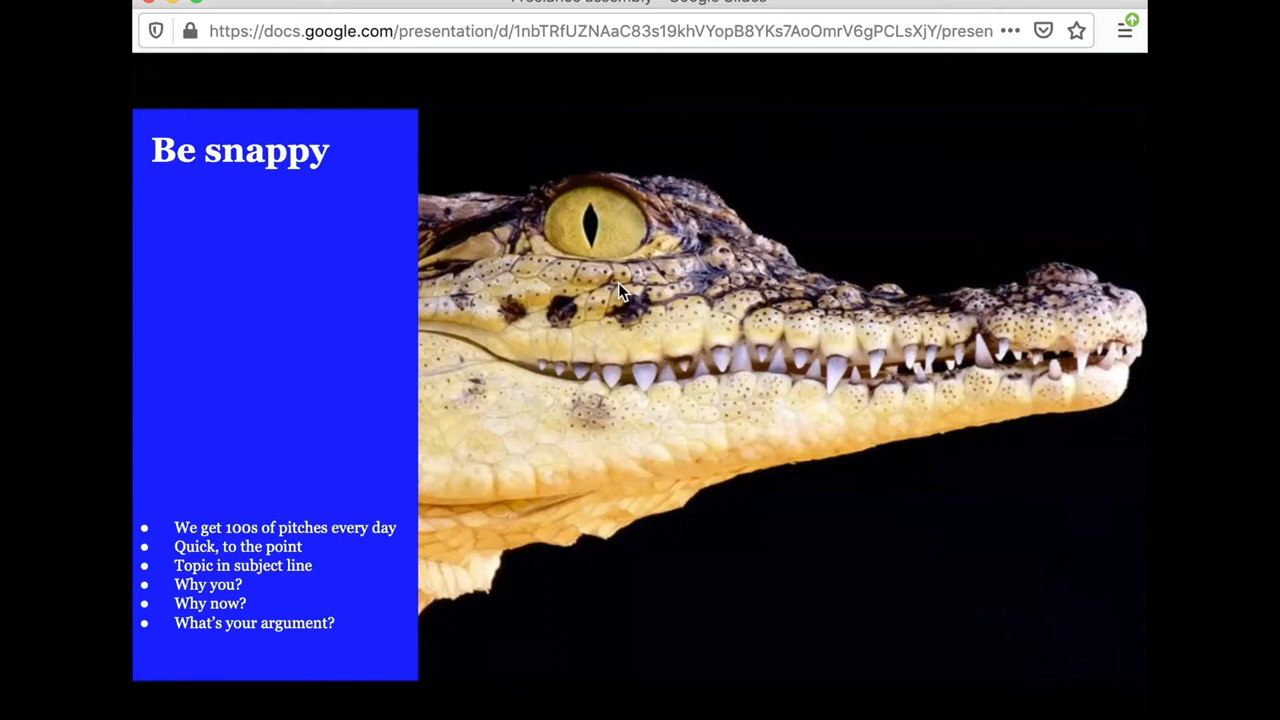 https://docs.google.com/presentation/d/1nbTRfUZNAaC83s19khVYopB8YKs7AoOmrV6gPCLsXjY/presen
Be snappy
● We get 100s of pitches every day
● Quick, to the point
● Topic in subject line
● Why you?
● Why now?
● What's your argument?